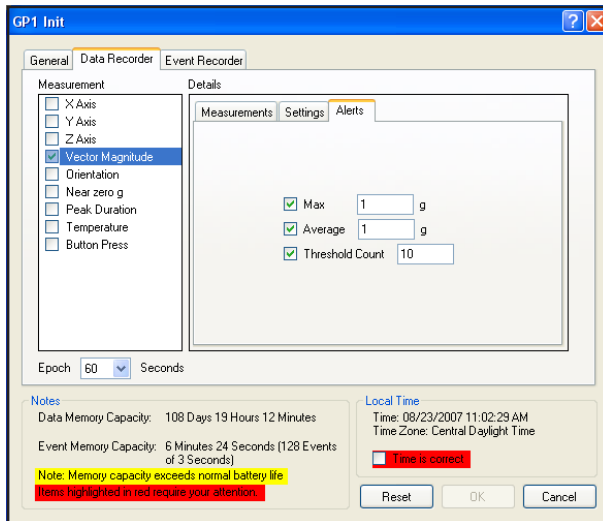 GP1 Init
General Data Recorder Event Recorder
Measurement
X Axis
Y Axis
Z Axis
Vector Magnitude
Orientation
Near zero g
Peak Duration
Temperature
Button Press
Details
Measurements Settings Alerts
Max 1 g
Average 1 g
Threshold Count 10
Epoch 60 Seconds
Notes
Data Memory Capacity: 108 Days 19 Hours 12 Minutes
Event Memory Capacity: 6 Minutes 24 Seconds (128 Events
of 3 Seconds)
Note: Memory capacity exceeds normal battery life
Items highlighted in red require your attention.
Local Time
Time: 08/23/2007 11:02:29 AM
Time Zone: Central Daylight Time
Time is correct
Reset OK Cancel